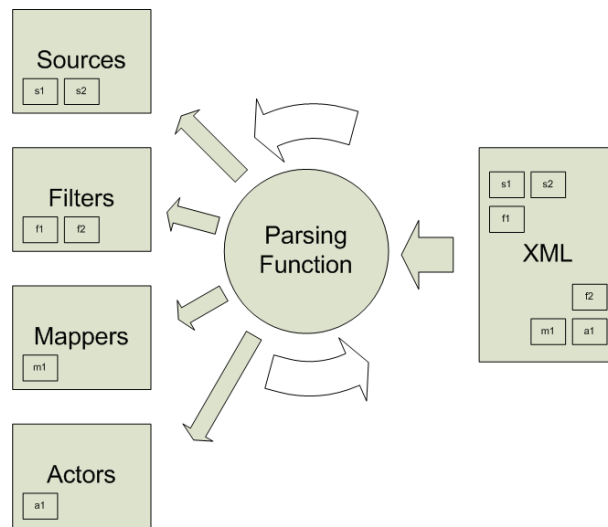 Sources
s1 s2
Filters
f1 f2
Mappers
m1
Actors
a1
Parsing
Function
s1 s2
f1
XML
f2
m1 a1